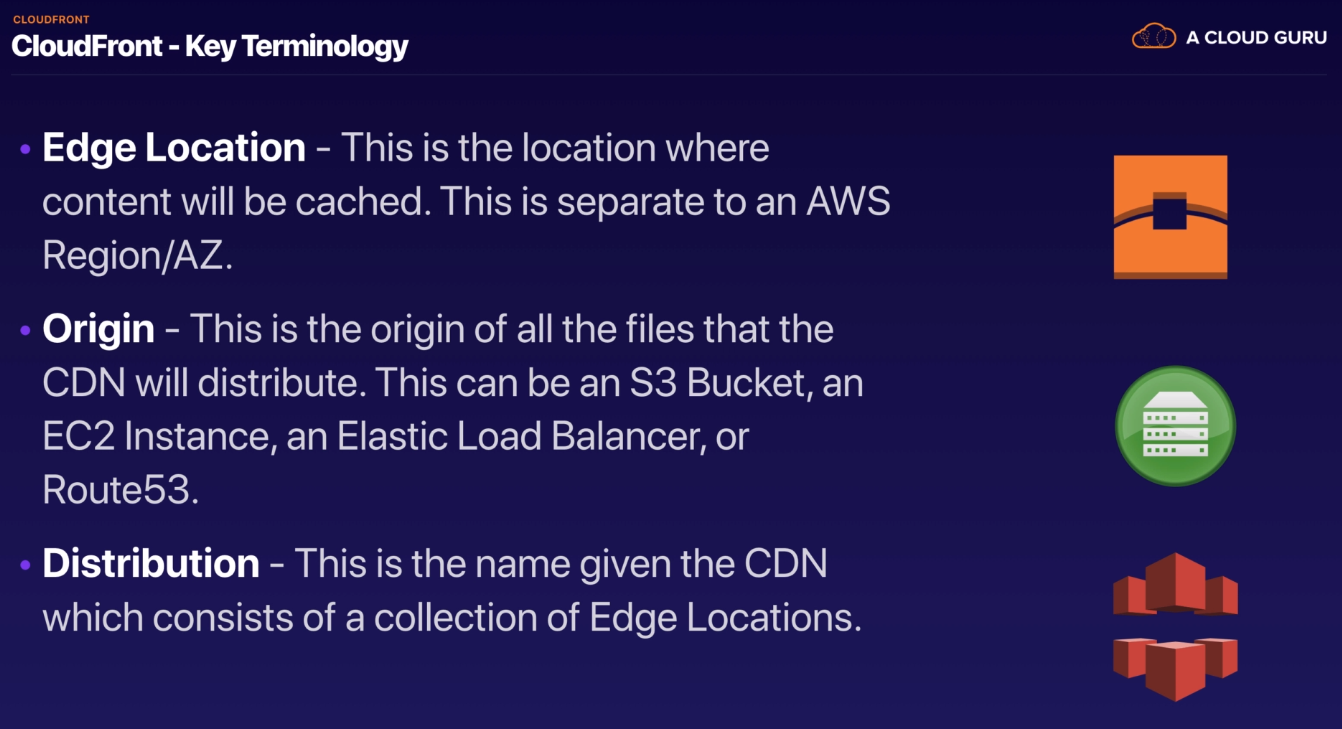 CLOUDFRONT
CloudFront - Key Terminology
A CLOUD GURU
• Edge Location - This is the location where
content will be cached. This is separate to an AWS
Region/AZ.
• Origin - This is the origin of all the files that the
CDN will distribute. This can be an S3 Bucket, an
EC2 Instance, an Elastic Load Balancer, or
Route53.
• Distribution - This is the name given the CDN
which consists of a collection of Edge Locations.